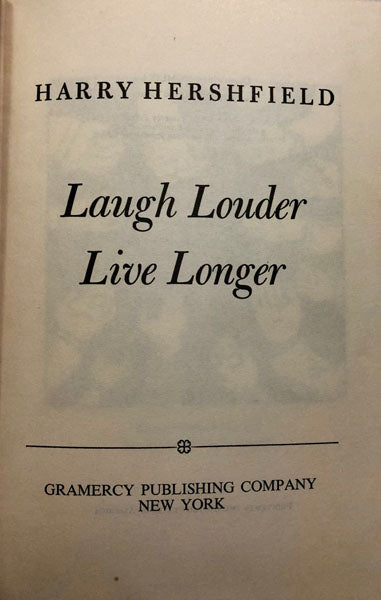 HARRY HERSHFIELD
Laugh Louder
Live Longer
GRAMERCY PUBLISHING COMPANY
NEW YORK